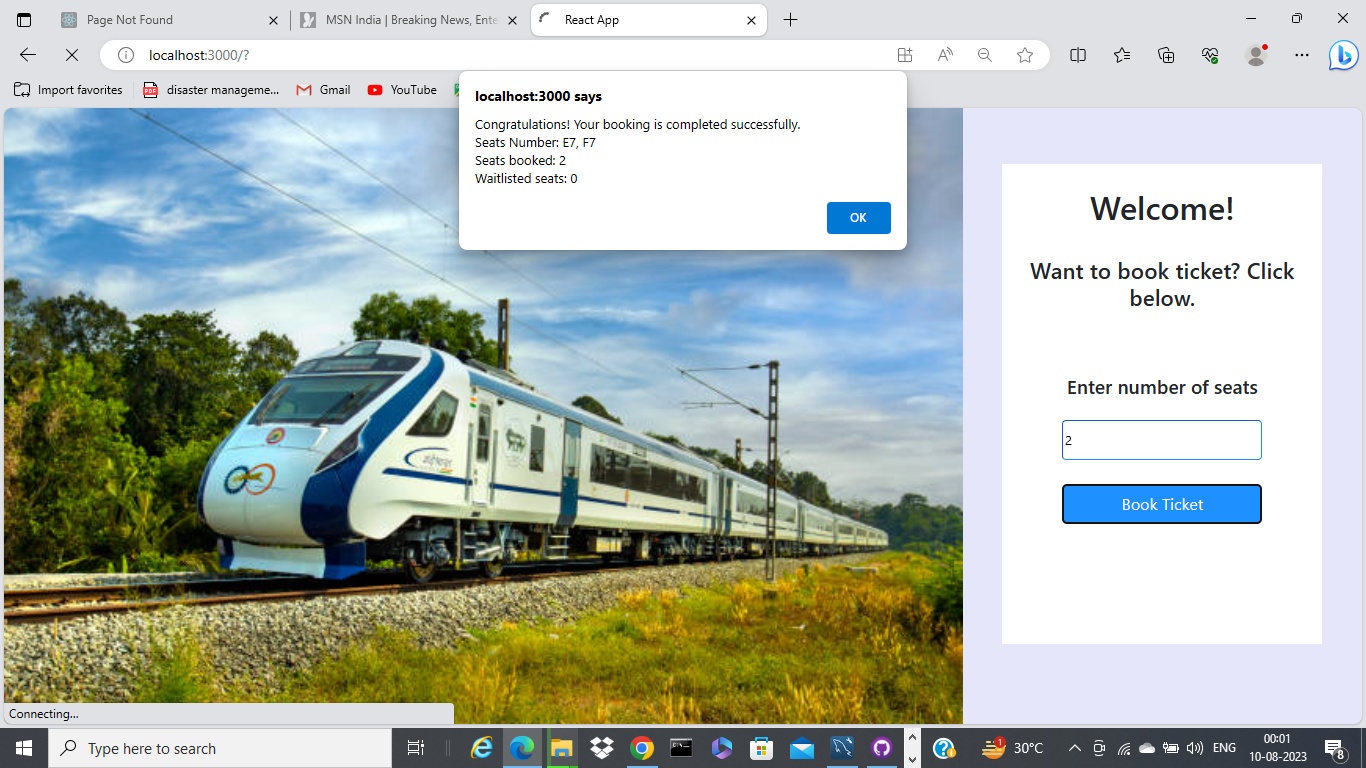 Page Not Found
MSN India | Breaking News, Ente
React App
localhost:3000/?
Import favorites
disaster manageme...
Gmail
YouTube
localhost:3000 says
Congratulations! Your booking is completed successfully.
Seats Number: E7, F7
Seats booked: 2
Waitlisted seats: 0
OK
Welcome!
Want to book ticket? Click
below.
Enter number of seats
2
Book Ticket
Connecting...
Type here to search
1
30°C
ENG
00:01
10-08-2023
8